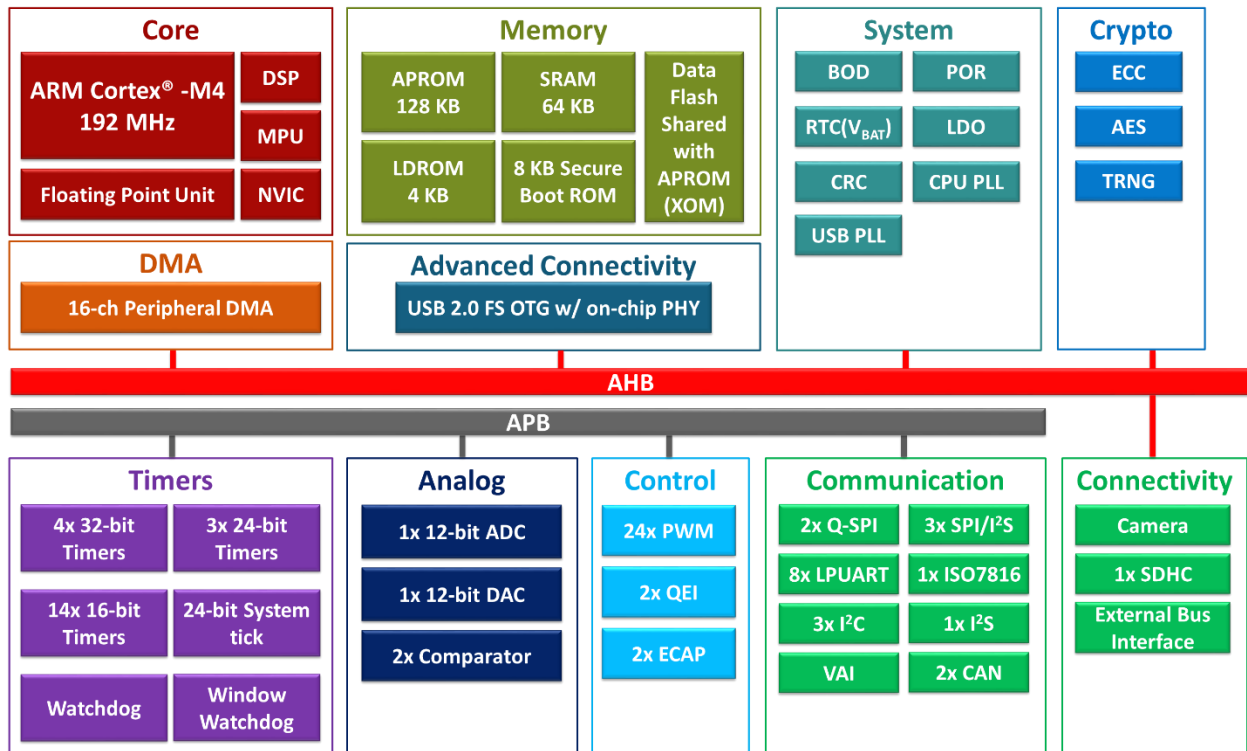 Core
ARM Cortex® -M4
192 MHz
DSP
MPU
Floating Point Unit
NVIC
Memory
APROM
128 KB
SRAM
64 KB
Data
Flash
Shared
with
APROM
(XOM)
LDROM
4 KB
8 KB Secure
Boot ROM
System
BOD
POR
RTC(VBAT)
LDO
CRC
CPU PLL
USB PLL
Crypto
ECC
AES
TRNG
DMA
16-ch Peripheral DMA
Advanced Connectivity
USB 2.0 FS OTG w/ on-chip PHY
AHB
APB
Timers
4x 32-bit
Timers
3x 24-bit
Timers
14x 16-bit
Timers
24-bit System
tick
Watchdog
Window
Watchdog
Analog
1x 12-bit ADC
1x 12-bit DAC
2x Comparator
Control
24x PWM
2x QEI
2x ECAP
Communication
2x Q-SPI
3x SPI/I²S
8x LPUART
1x ISO7816
3x I²C
1x I²S
VAI
2x CAN
Connectivity
Camera
1x SDHC
External Bus
Interface